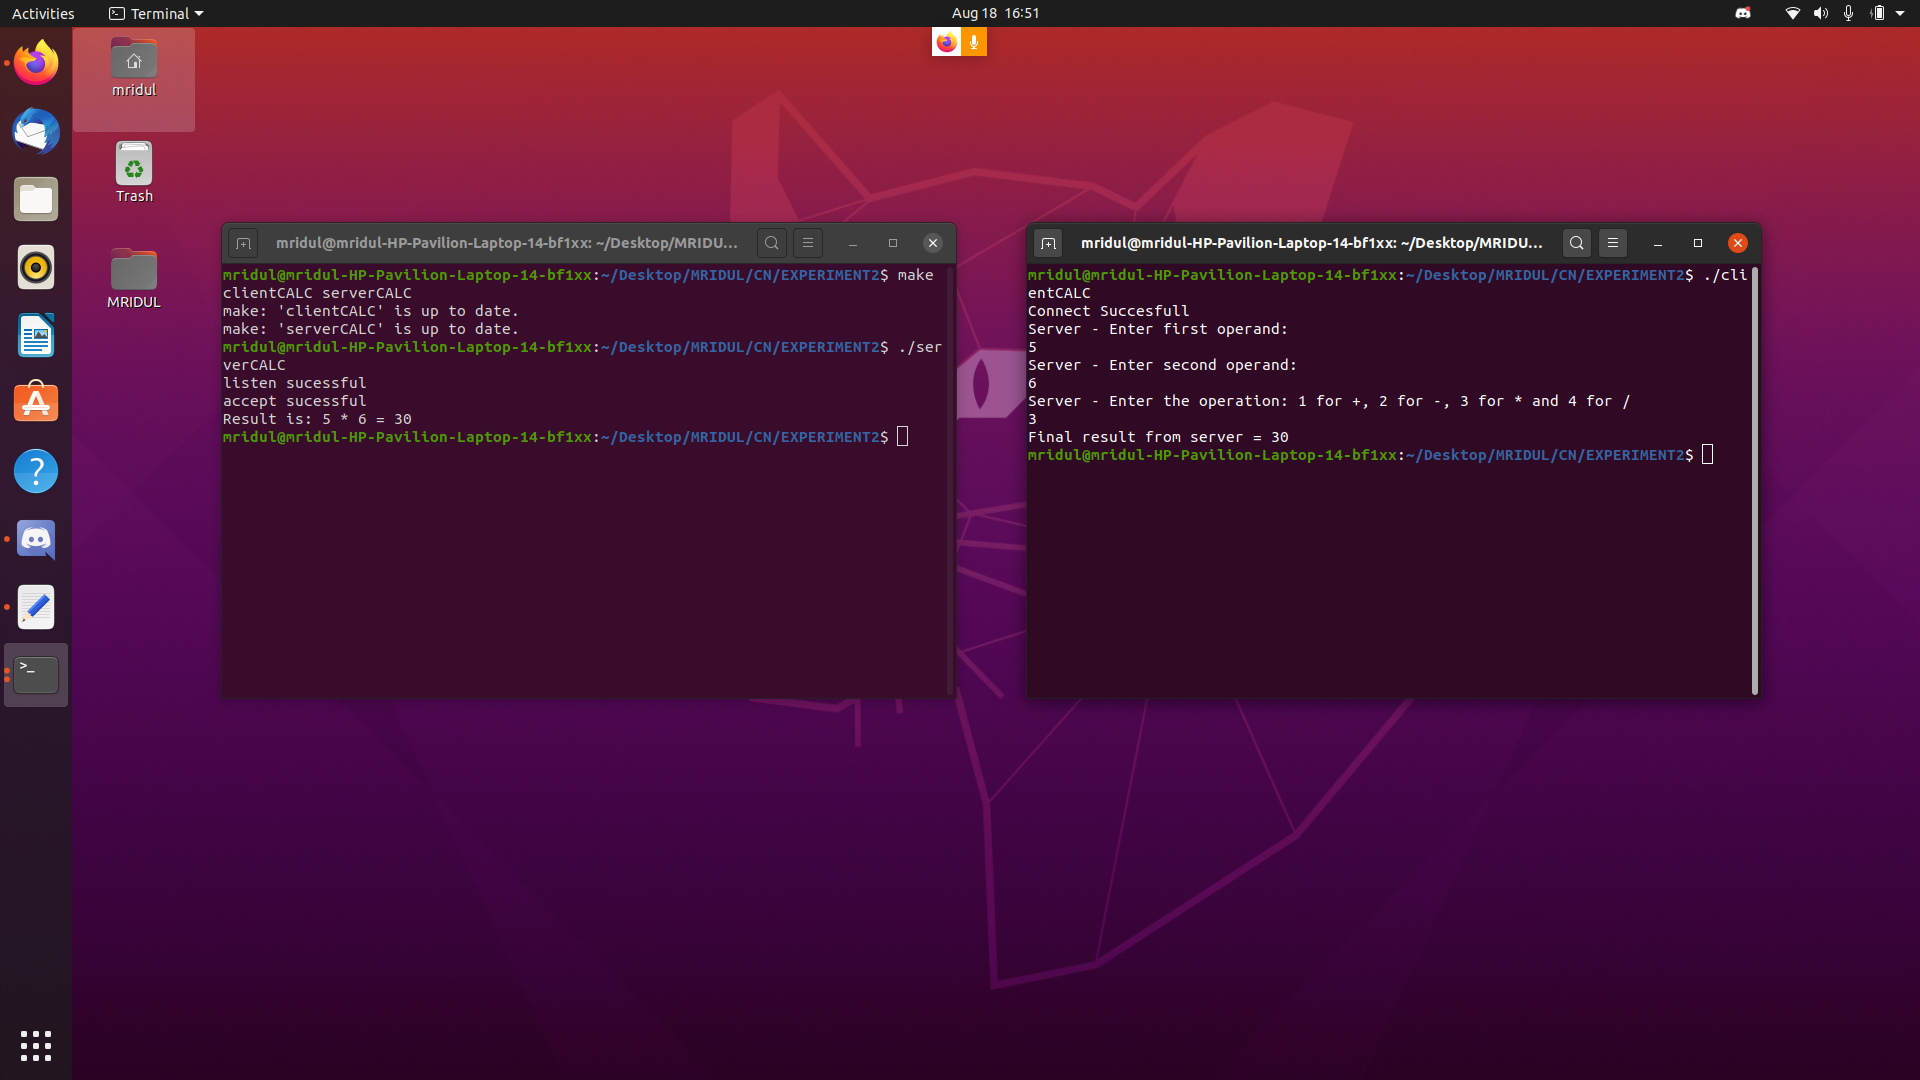 Activities
Terminal
Aug 18 16:51
mridul
Trash
MRIDUL
mridul@mridul-HP-Pavilion-Laptop-14-bf1xx: ~/Desktop/MRIDU...
mridul@mridul-HP-Pavilion-Laptop-14-bf1xx:~/Desktop/MRIDUL/CN/EXPERIMENT2$ make
clientCALC serverCALC
make: 'clientCALC' is up to date.
make: 'serverCALC' is up to date.
mridul@mridul-HP-Pavilion-Laptop-14-bf1xx:~/Desktop/MRIDUL/CN/EXPERIMENT2$ ./ser
verCALC
listen sucessful
accept sucessful
Result is: 5 * 6 = 30
mridul@mridul-HP-Pavilion-Laptop-14-bf1xx:~/Desktop/MRIDUL/CN/EXPERIMENT2$
mridul@mridul-HP-Pavilion-Laptop-14-bf1xx: ~/Desktop/MRIDU...
mridul@mridul-HP-Pavilion-Laptop-14-bf1xx:~/Desktop/MRIDUL/CN/EXPERIMENT2$ ./cli
entCALC
Connect Succesfull
Server - Enter first operand:
5
Server - Enter second operand:
6
Server - Enter the operation: 1 for +, 2 for -, 3 for * and 4 for /
3
Final result from server = 30
mridul@mridul-HP-Pavilion-Laptop-14-bf1xx:~/Desktop/MRIDUL/CN/EXPERIMENT2$